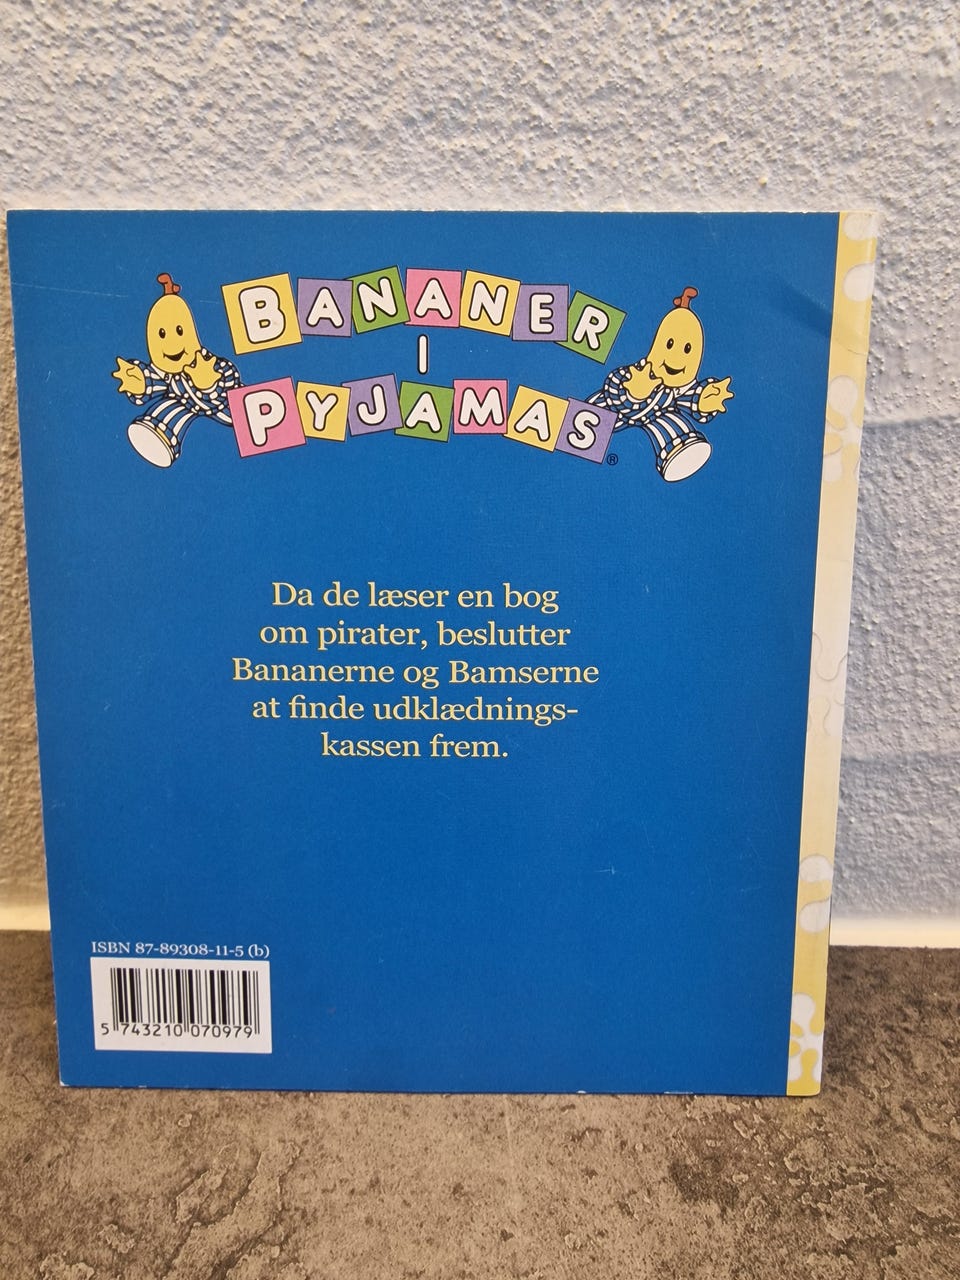 BANANER
I
PYJAMAS®
Da de læser en bog
om pirater, beslutter
Bananerne og Bamserne
at finde udklædnings-
kassen frem.
ISBN 87-89308-11-5 (b)
5 743210 070979